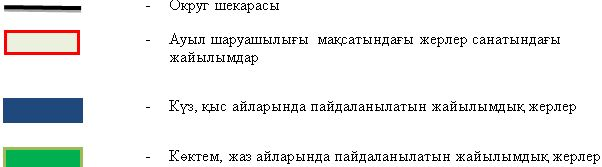 - Округ шекарасы
- Ауыл шаруашылығы мақсатындағы жерлер санатындағы
жайылымдар
- Күз, қыс айларында пайдаланылатын жайылымдық жерлер
- Көктем, жаз айларында пайдаланылатын жайылымдық жерлер